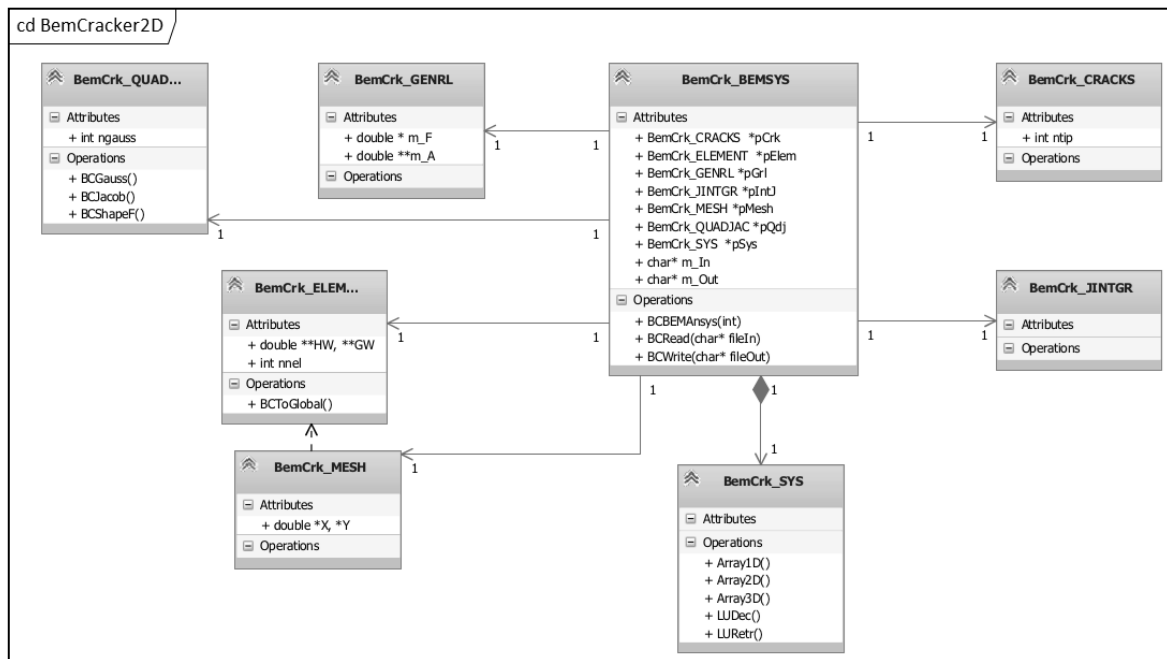 cd BemCracker2D
BemCrk_QUAD...
Attributes
+ int ngauss
Operations
+ BCGauss()
+ BCJacob()
+ BCShapeF()
BemCrk_GENRL
Attributes
+ double * m_F
+ double **m_A
Operations
BemCrk_BEMSYS
Attributes
+ BemCrk_CRACKS *pCrk
+ BemCrk_ELEMENT *pElem
+ BemCrk_GENRL *pGrl
+ BemCrk_JINTGR *pIntJ
+ BemCrk_MESH *pMesh
+ BemCrk_QUADJAC *pQdj
+ BemCrk_SYS *pSys
+ char* m_In
+ char* m_Out
Operations
+ BCBEMAnsys(int)
+ BCRead(char* fileIn)
+ BCWrite(char* fileOut)
BemCrk_CRACKS
Attributes
+ int ntip
Operations
1 1
1 1
1 1
BemCrk_ELEM...
Attributes
+ double **HW, **GW
+ int nnel
Operations
+ BCToGlobal()
1 1
BemCrk_JINTGR
Attributes
Operations
1 1
BemCrk_MESH
Attributes
+ double *X, *Y
Operations
1
1
1
1
BemCrk_SYS
Attributes
Operations
+ Array1D()
+ Array2D()
+ Array3D()
+ LUDec()
+ LURetr()